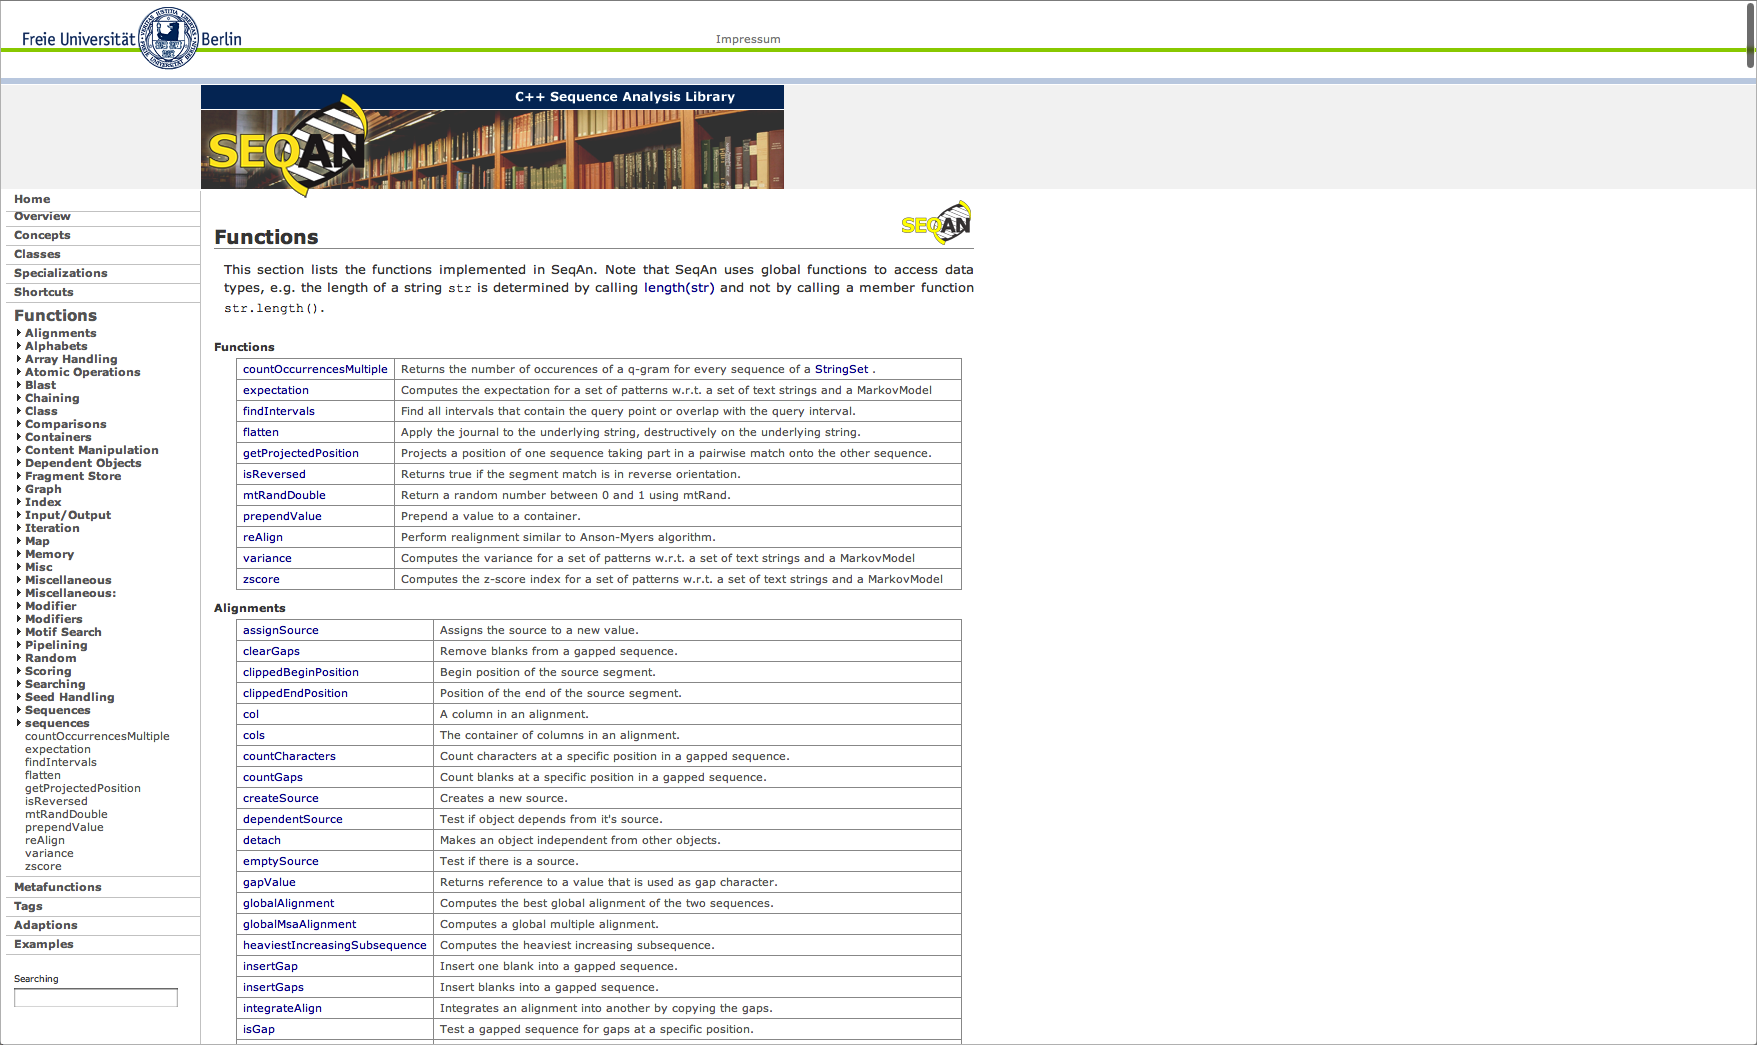 Freie Universität Berlin
Impressum
C++ Sequence Analysis Library
SEQAN
Home
Overview
Concepts
Classes
Specializations
Shortcuts
Functions
Alignments
Alphabets
Array Handling
Atomic Operations
Blast
Chaining
Class
Comparisons
Containers
Content Manipulation
Dependent Objects
Fragment Store
Graph
Index
Input/Output
Iteration
Map
Memory
Misc
Miscellaneous
Miscellaneous:
Modifier
Modifiers
Motif Search
Pipelining
Random
Scoring
Searching
Seed Handling
Sequences
sequences
countOccurrencesMultiple
expectation
findIntervals
flatten
getProjectedPosition
isReversed
mtRandDouble
prependValue
reAlign
variance
zscore
Metafunctions
Tags
Adaptions
Examples
Searching
SEQAN
Functions
This section lists the functions implemented in SeqAn. Note that SeqAn uses global functions to access data
types, e.g. the length of a string str is determined by calling length(str) and not by calling a member function
str.length().
Functions
countOccurrencesMultiple Returns the number of occurences of a q-gram for every sequence of a StringSet .
expectation Computes the expectation for a set of patterns w.r.t. a set of text strings and a MarkovModel
findIntervals Find all intervals that contain the query point or overlap with the query interval.
flatten Apply the journal to the underlying string, destructively on the underlying string.
getProjectedPosition Projects a position of one sequence taking part in a pairwise match onto the other sequence.
isReversed Returns true if the segment match is in reverse orientation.
mtRandDouble Return a random number between 0 and 1 using mtRand.
prependValue Prepend a value to a container.
reAlign Perform realignment similar to Anson-Myers algorithm.
variance Computes the variance for a set of patterns w.r.t. a set of text strings and a MarkovModel
zscore Computes the z-score index for a set of patterns w.r.t. a set of text strings and a MarkovModel
Alignments
assignSource Assigns the source to a new value.
clearGaps Remove blanks from a gapped sequence.
clippedBeginPosition Begin position of the source segment.
clippedEndPosition Position of the end of the source segment.
col A column in an alignment.
cols The container of columns in an alignment.
countCharacters Count characters at a specific position in a gapped sequence.
countGaps Count blanks at a specific position in a gapped sequence.
createSource Creates a new source.
dependentSource Test if object depends from it's source.
detach Makes an object independent from other objects.
emptySource Test if there is a source.
gapValue Returns reference to a value that is used as gap character.
globalAlignment Computes the best global alignment of the two sequences.
globalMsaAlignment Computes a global multiple alignment.
heaviestIncreasingSubsequence Computes the heaviest increasing subsequence.
insertGap Insert one blank into a gapped sequence.
insertGaps Insert blanks into a gapped sequence.
integrateAlign Integrates an alignment into another by copying the gaps.
isGap Test a gapped sequence for gaps at a specific position.